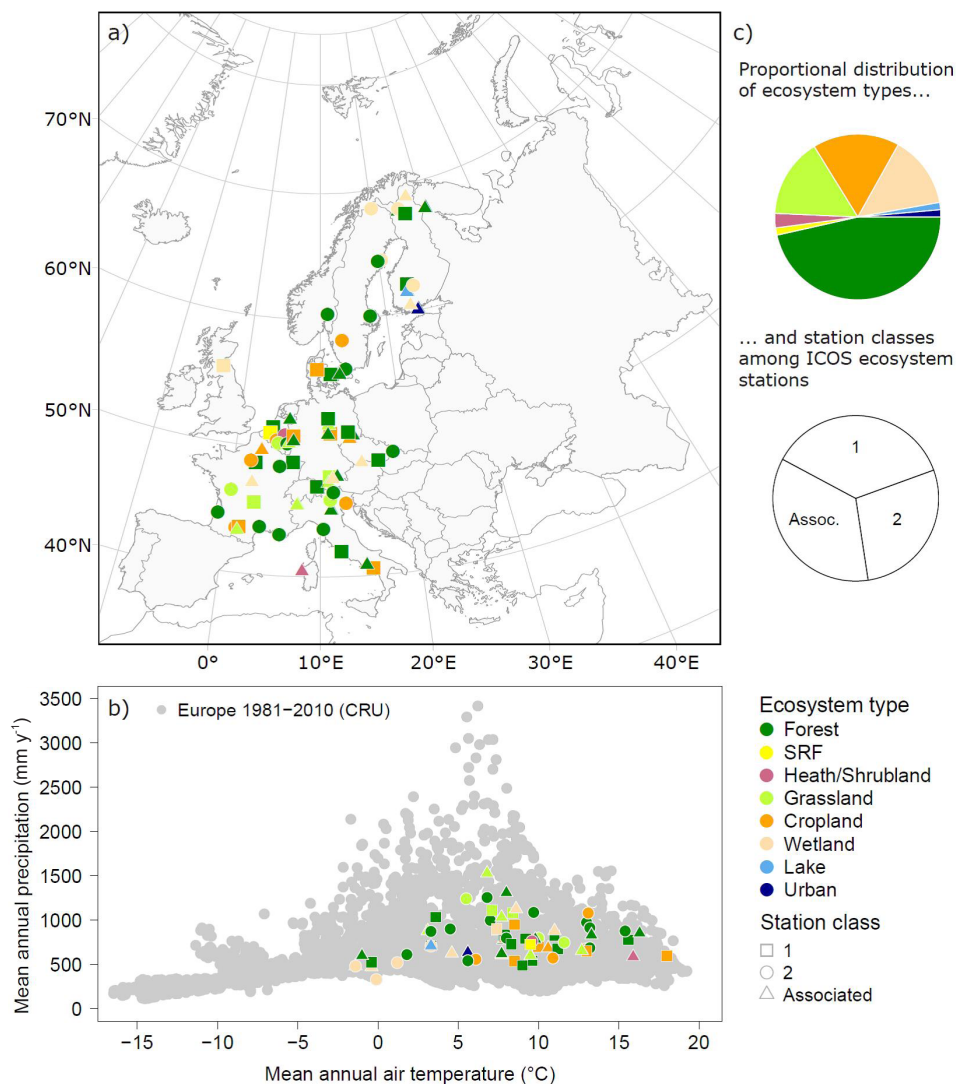 a)
70°N
60°N
50°N
40°N
0°
10°E
20°E
30°E
40°E
c)
Proportional distribution
of ecosystem types...
... and station classes
among ICOS ecosystem
stations
1
Assoc.
2
b)
Europe 1981−2010 (CRU)
Mean annual precipitation (mm y-1)
3500
3000
2500
2000
1500
1000
500
0
−15
−10
−5
0
5
10
15
20
Mean annual air temperature (°C)
Ecosystem type
Forest
SRF
Heath/Shrubland
Grassland
Cropland
Wetland
Lake
Urban
Station class
1
2
Associated